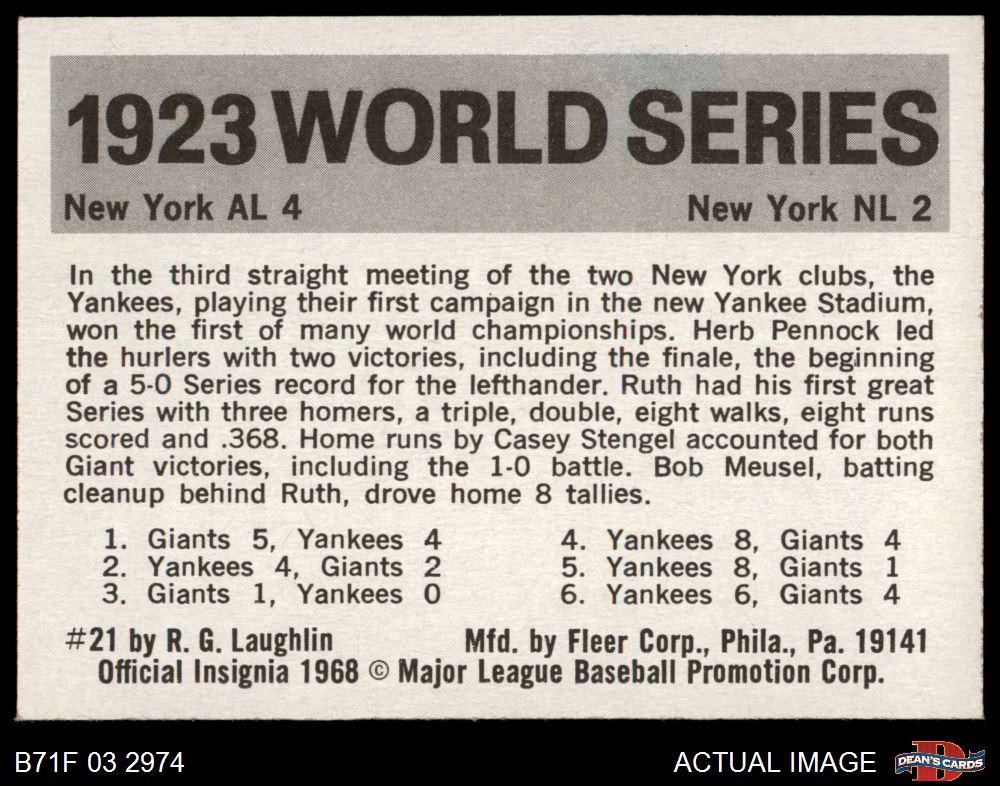 1923 WORLD SERIES
New York AL 4 New York NL 2
In the third straight meeting of the two New York clubs, the
Yankees, playing their first campaign in the new Yankee Stadium,
won the first of many world championships. Herb Pennock led
the hurlers with two victories, including the finale, the beginning
of a 5-0 Series record for the lefthander. Ruth had his first great
Series with three homers, a triple, double, eight walks, eight runs
scored and .368. Home runs by Casey Stengel accounted for both
Giant victories, including the 1-0 battle. Bob Meusel, batting
cleanup behind Ruth, drove home 8 tallies.
1. Giants 5, Yankees 4 4. Yankees 8, Giants 4
2. Yankees 4, Giants 2 5. Yankees 8, Giants 1
3. Giants 1, Yankees 0 6. Yankees 6, Giants 4
#21 by R. G. Laughlin Mfd. by Fleer Corp., Phila., Pa. 19141
Official Insignia 1968 © Major League Baseball Promotion Corp.
B71F 03 2974 ACTUAL IMAGE D DEAN'S CARDS